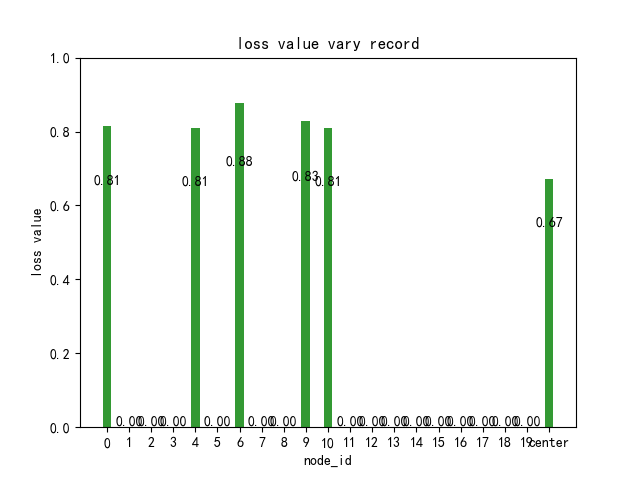 loss value vary record
1.0
0.8
0.6
0.4
0.2
0.0
loss value
0.81 0.00 0.00 0.00 0.81 0.00 0.88 0.00 0.00 0.83 0.81 0.00 0.00 0.00 0.00 0.00 0.00 0.00 0.00 0.00 0.67
0 1 2 3 4 5 6 7 8 9 10 11 12 13 14 15 16 17 18 19 center
node_id